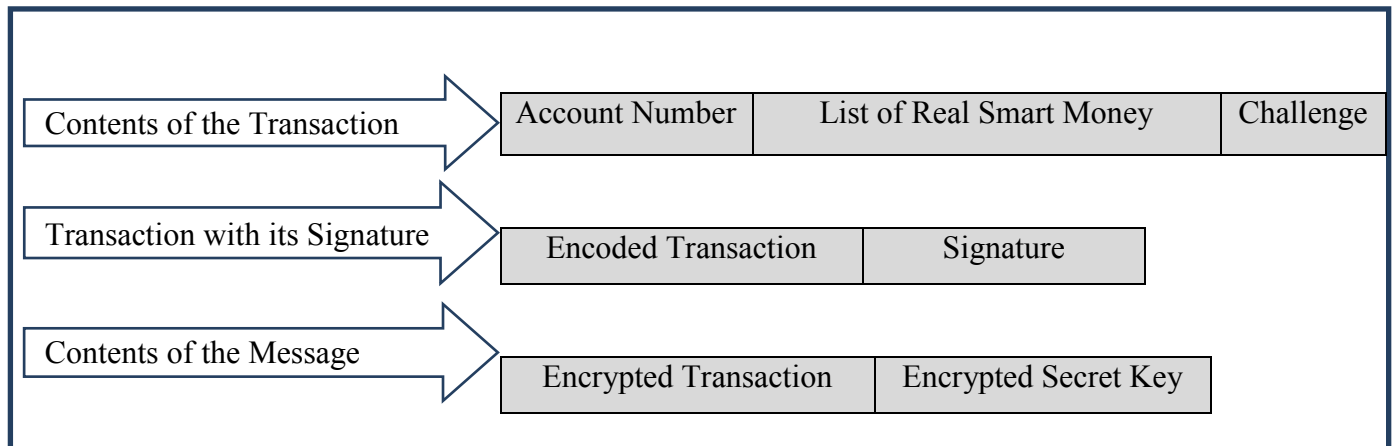 Contents of the Transaction
Account Number
List of Real Smart Money
Challenge
Transaction with its Signature
Encoded Transaction
Signature
Contents of the Message
Encrypted Transaction
Encrypted Secret Key